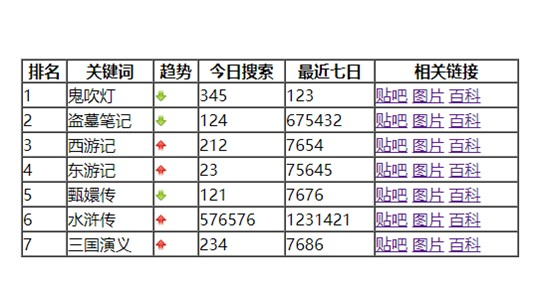 排名 关键词 趋势 今日搜索 最近七日 相关链接
1 鬼吹灯 345 123 贴吧 图片 百科
2 盗墓笔记 124 675432 贴吧 图片 百科
3 西游记 212 7654 贴吧 图片 百科
4 东游记 23 75645 贴吧 图片 百科
5 甄嬛传 121 7676 贴吧 图片 百科
6 水浒传 576576 1231421 贴吧 图片 百科
7 三国演义 234 7686 贴吧 图片 百科